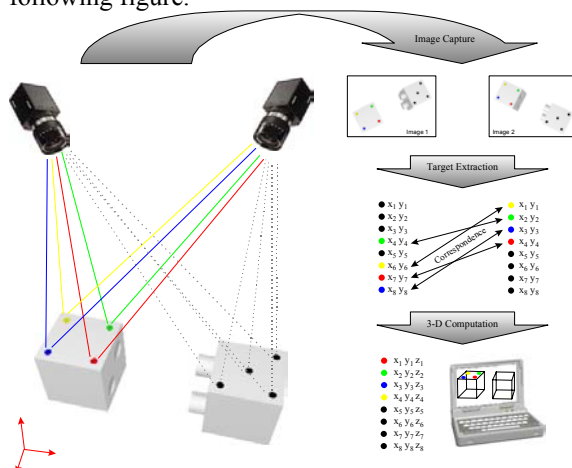 following figure.
Image Capture
Image 1
Image 2
Target Extraction
x1 y1
x2 y2
x3 y3
x4 y4
x5 y5
x6 y6
x7 y7
x8 y8
Correspondence
x1 y1
x2 y2
x3 y3
x4 y4
x5 y5
x6 y6
x7 y7
x8 y8
3-D Computation
x1 y1 z1
x2 y2 z2
x3 y3 z3
x4 y4 z4
x5 y5 z5
x6 y6 z6
x7 y7 z7
x8 y8 z8